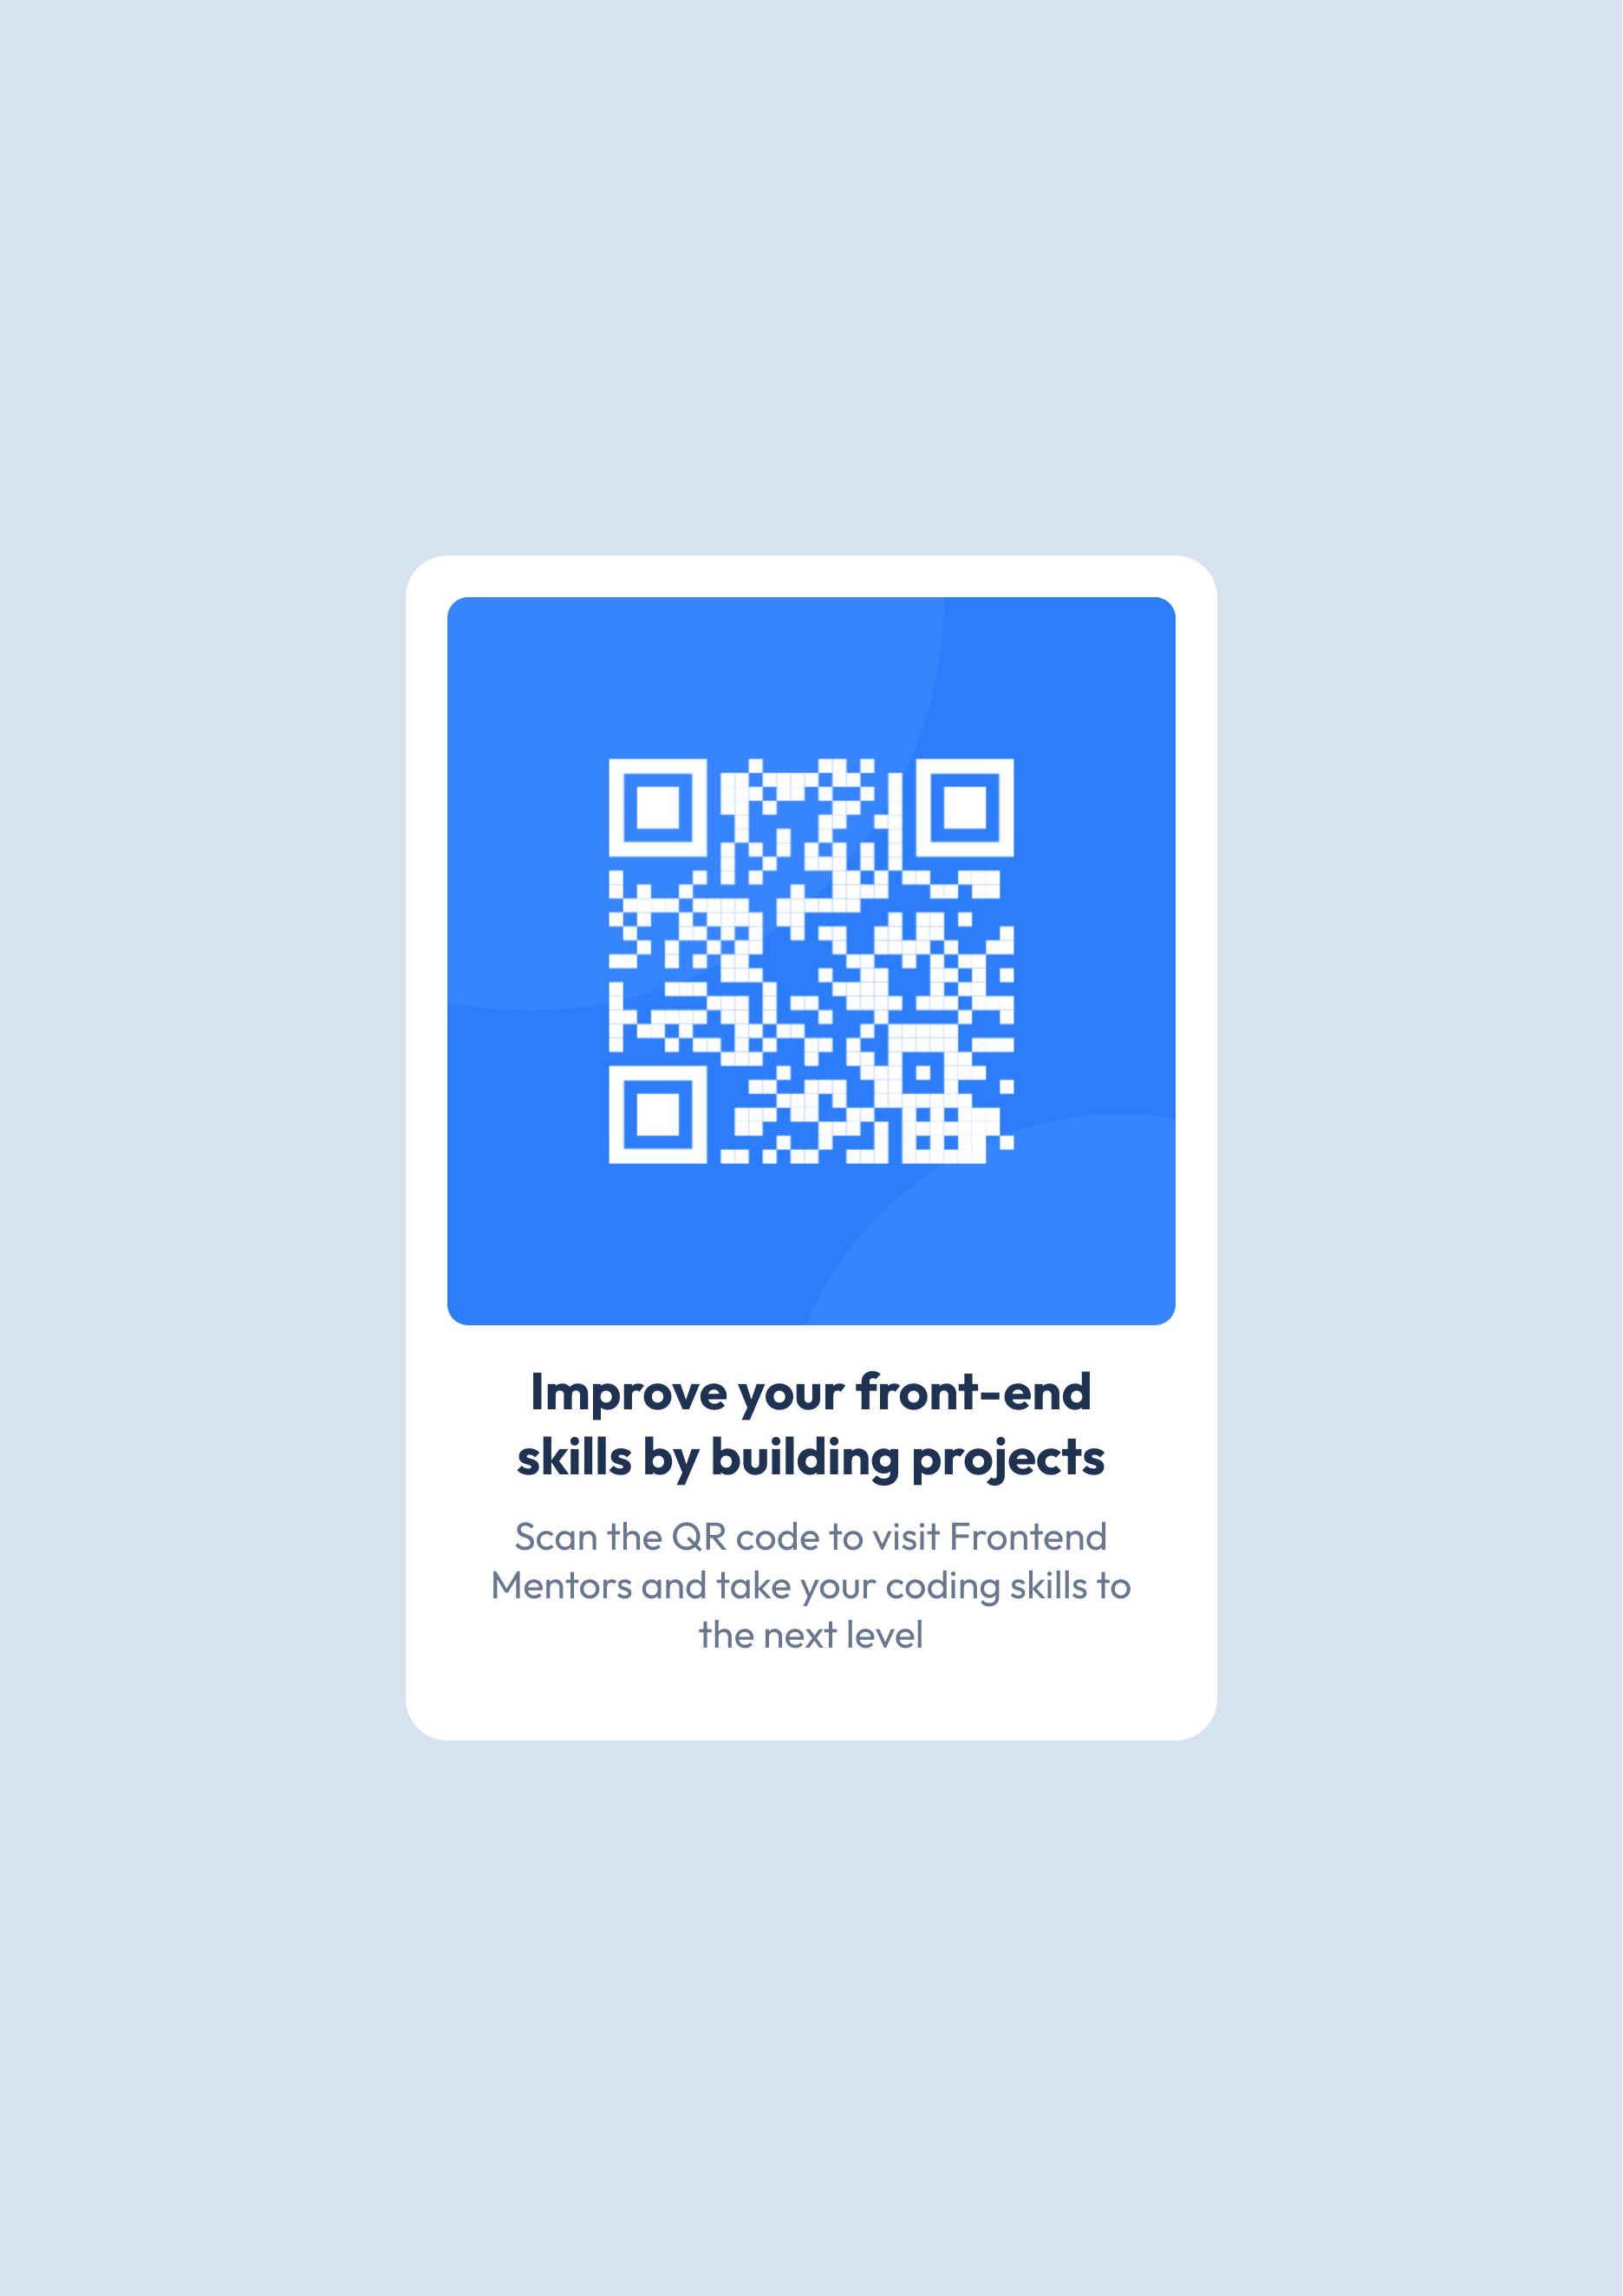 Improve your front-end
skills by building projects
Scan the QR code to visit Frontend
Mentors and take your coding skills to
the next level